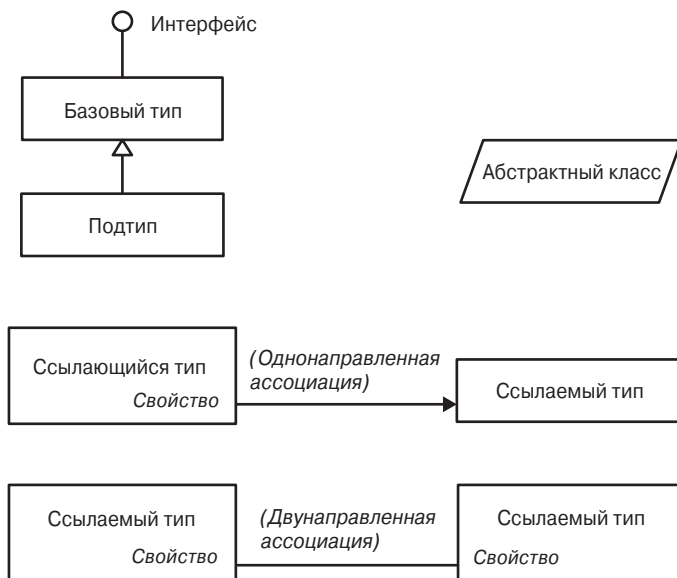 Интерфейс
Базовый тип
Подтип
Абстрактный класс
Ссылающийся тип
Свойство
(Однонаправленная
ассоциация)
Ссылаемый тип
Ссылаемый тип
Свойство
(Двунаправленная
ассоциация)
Ссылаемый тип
Свойство